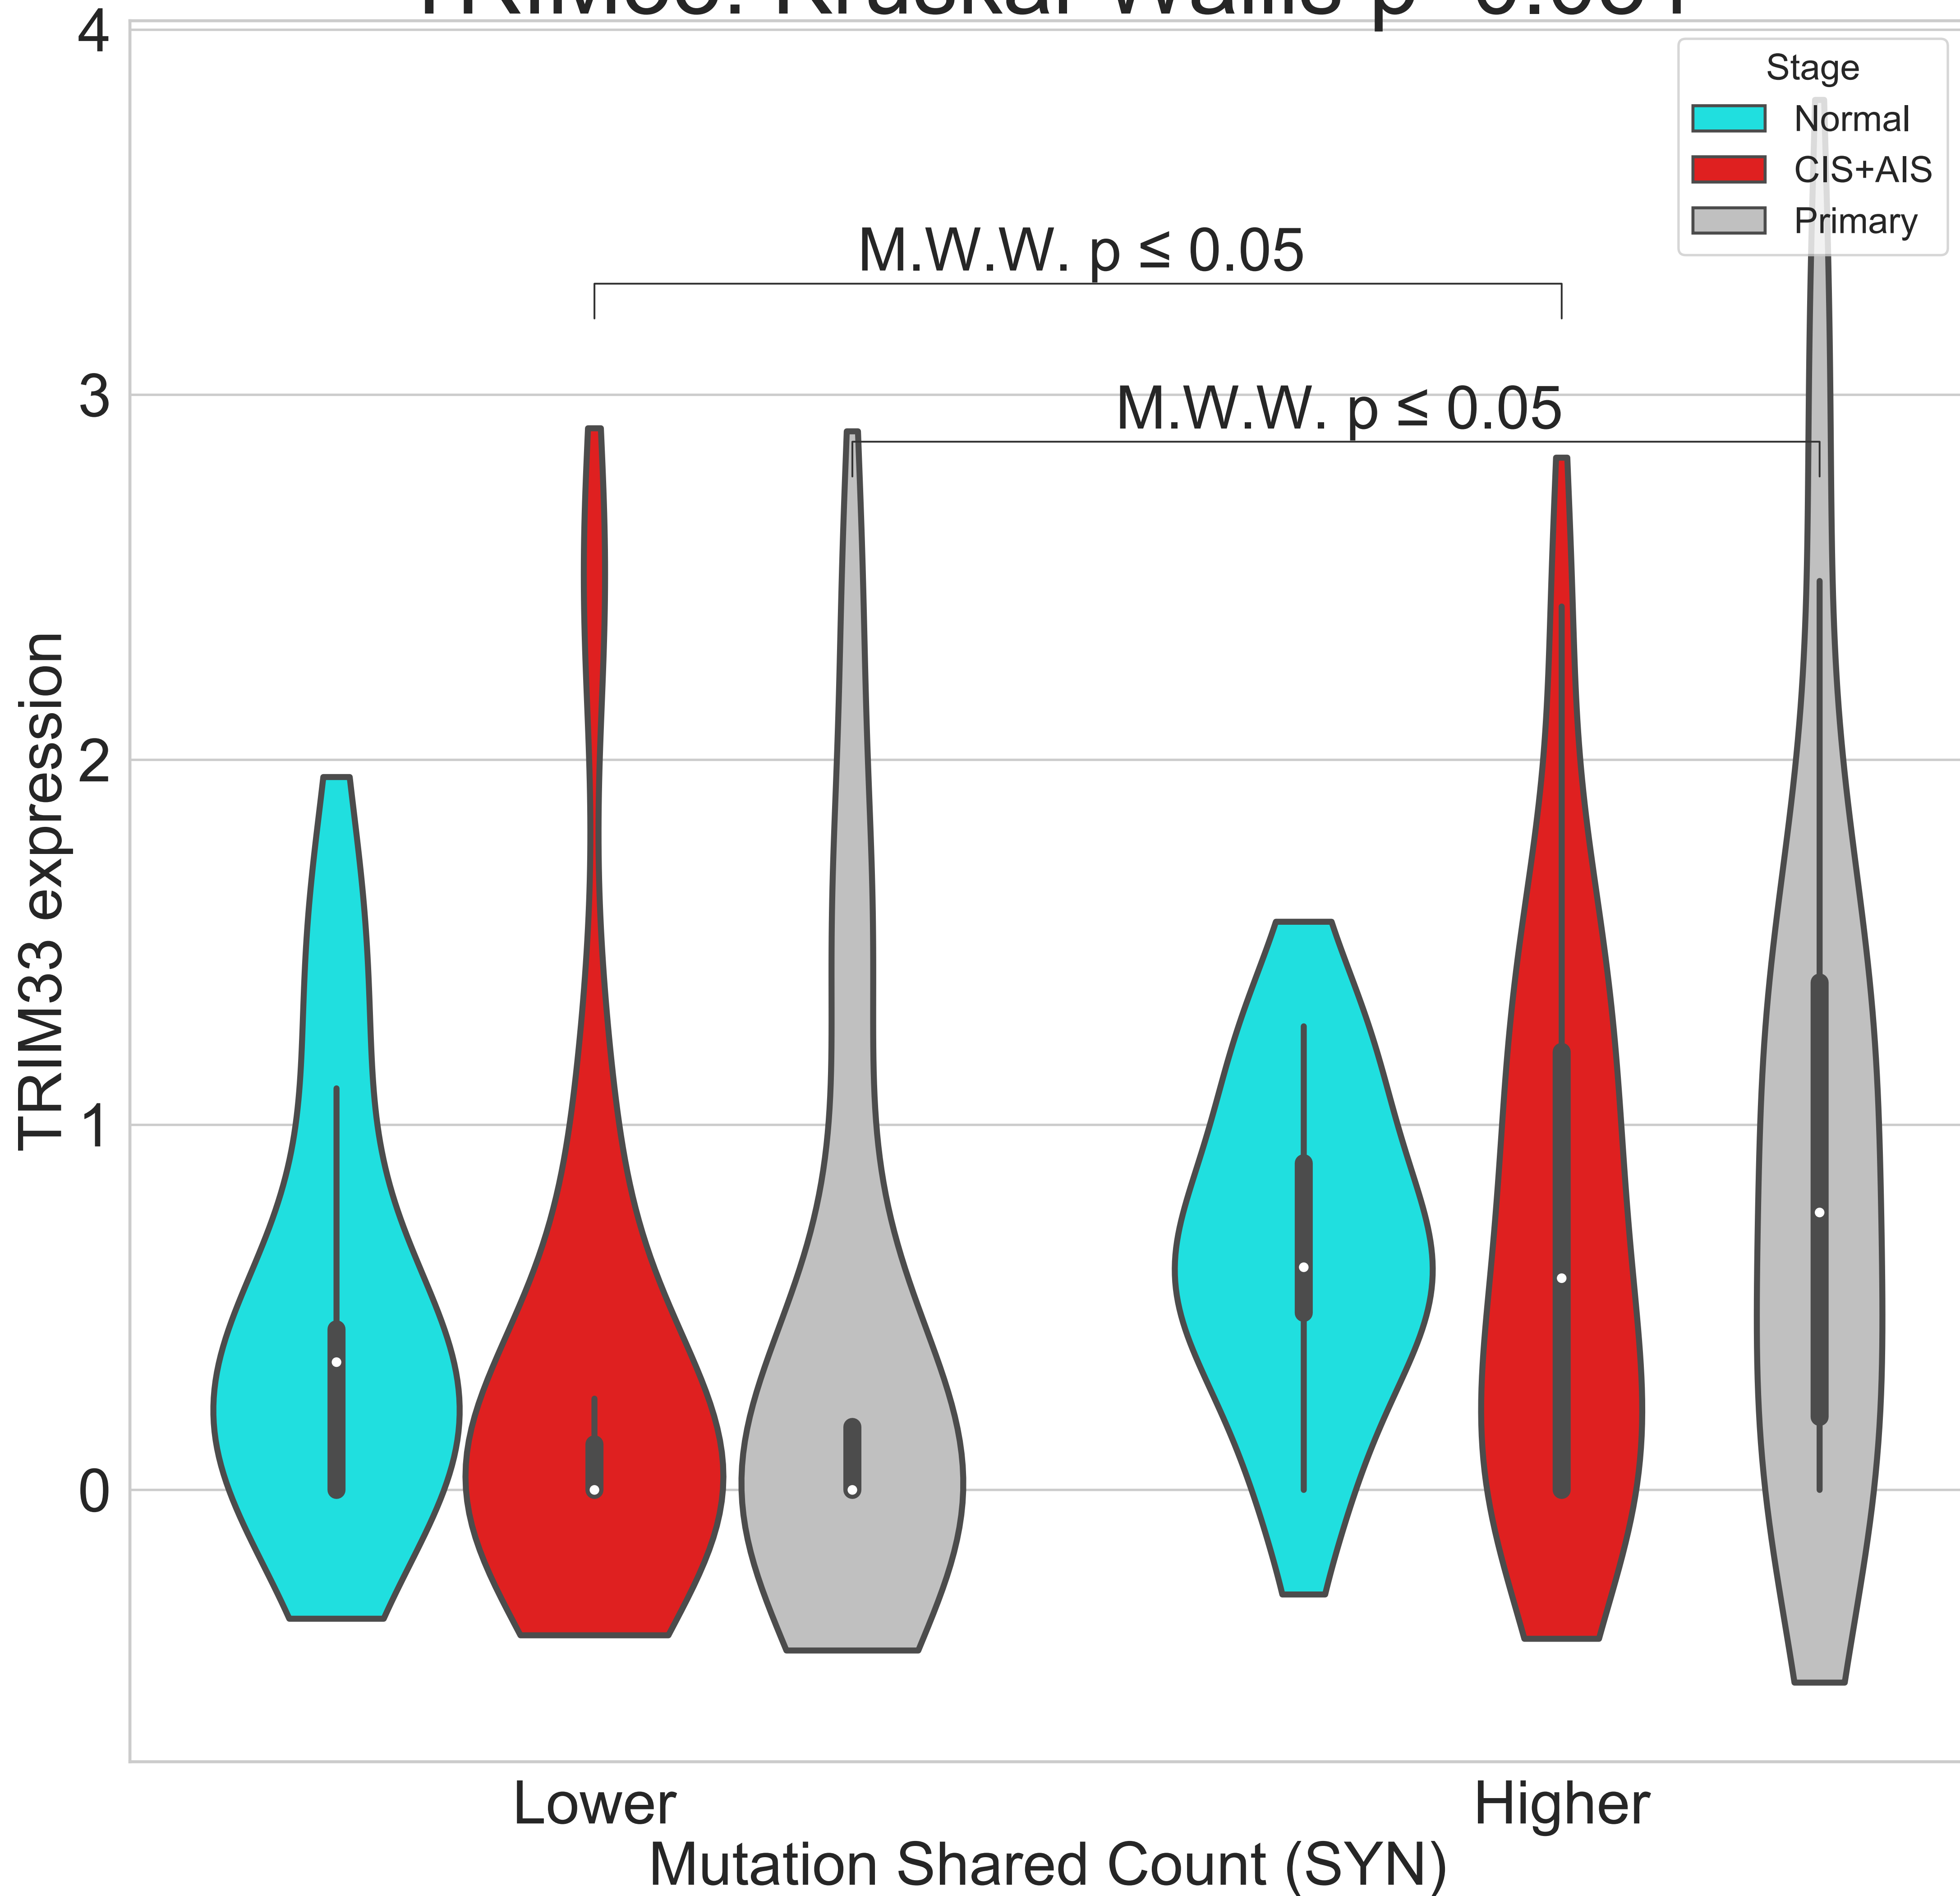 4
Stage
Normal
CIS+AIS
Primary
M.W.W. p ≤ 0.05
3
M.W.W. p ≤ 0.05
2
TRIM33 expression
1
0
Lower
Higher
Mutation Shared Count (SYN)